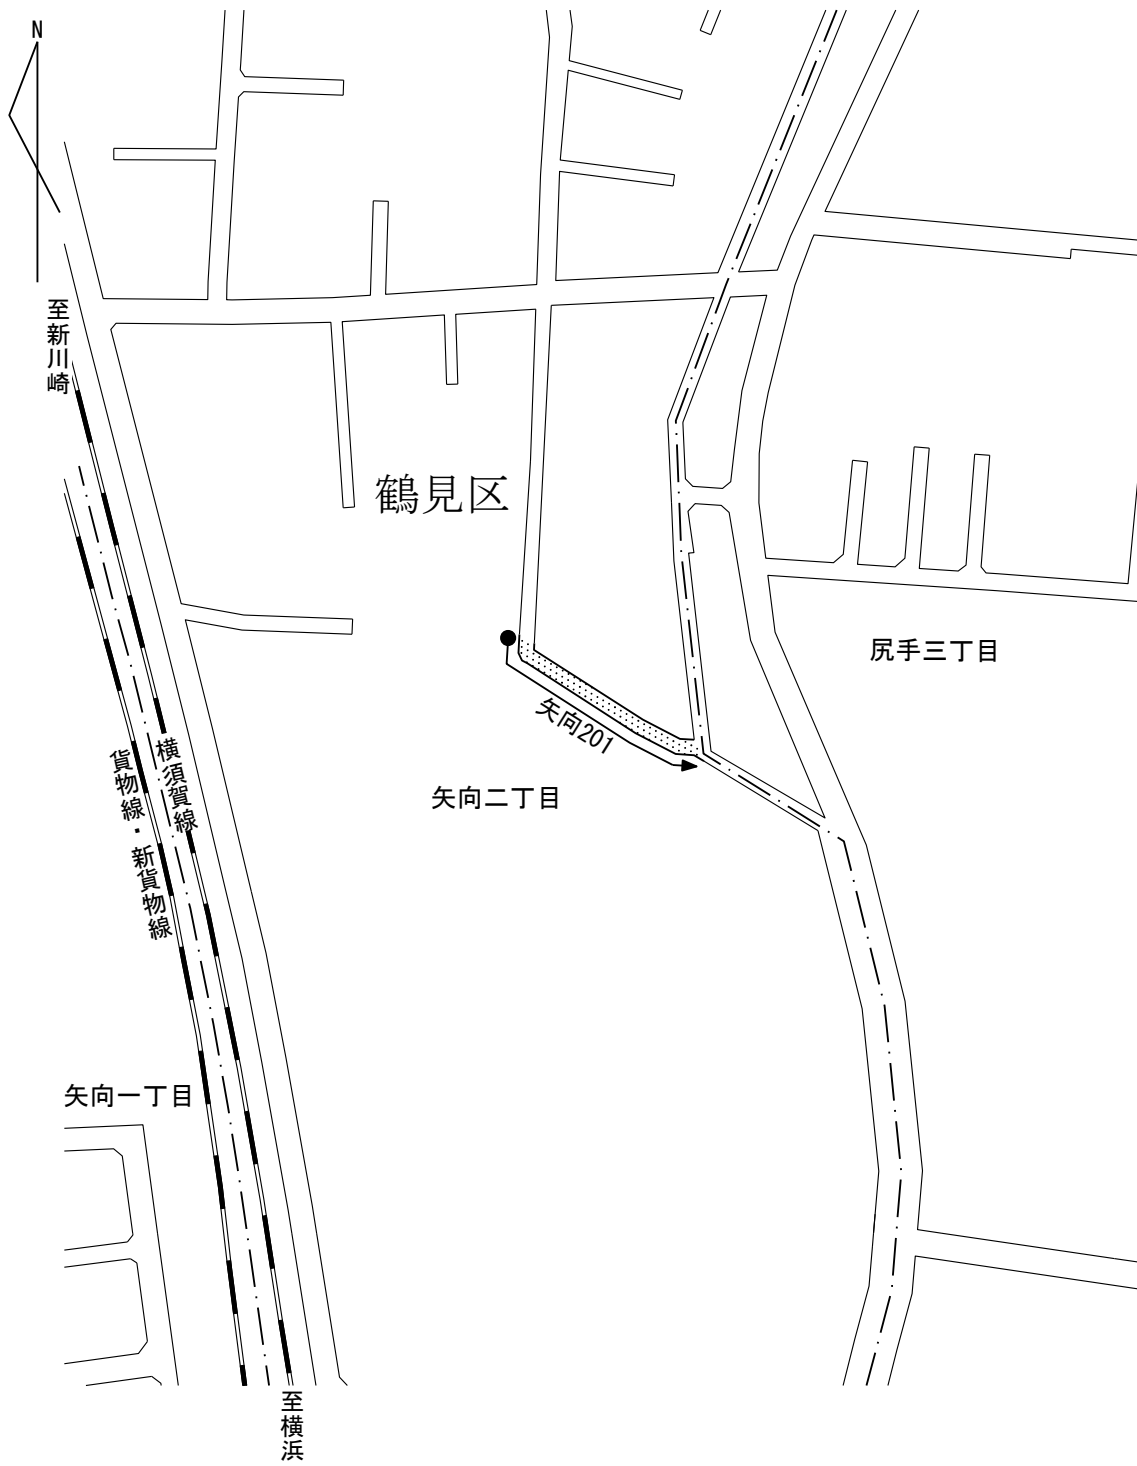 N
至新川崎
鶴見区
尻手三丁目
矢向201
横須賀線
貨物線・新貨物線
矢向二丁目
矢向一丁目
至横浜